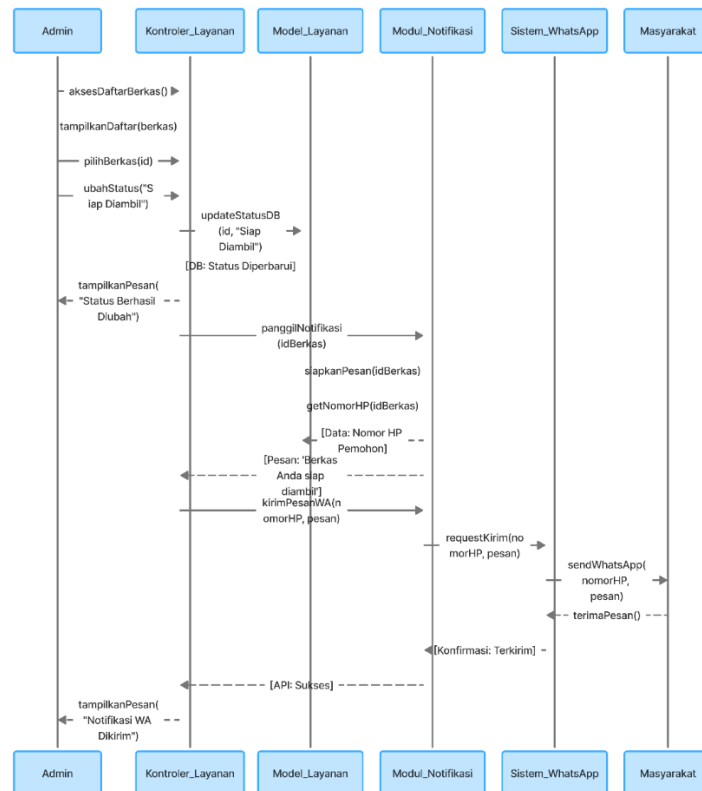 Admin
Kontroler_Layanan
Model_Layanan
Modul_Notifikasi
Sistem_WhatsApp
Masyarakat
aksesDaftarBerkas()
tampilkanDaftar(berkas)
pilihBerkas(id)
ubahStatus("S
iap Diambil")
updateStatusDB
(id, "Siap
Diambil")
[DB: Status Diperbarui]
tampilkanPesan(
"Status Berhasil
Diubah")
panggilNotifikasi
(idBerkas)
siapkanPesan(idBerkas)
getNomorHP(idBerkas)
[Data: Nomor HP
Pemohon]
[Pesan: 'Berkas
Anda siap
diambil']
kirimPesanWA(n
omorHP, pesan)
requestKirim(no
morHP, pesan)
sendWhatsApp(
nomorHP,
pesan)
terimaPesan()
[Konfirmasi: Terkirim]
[API: Sukses]
tampilkanPesan(
"Notifikasi WA
Dikirim")
Admin
Kontroler_Layanan
Model_Layanan
Modul_Notifikasi
Sistem_WhatsApp
Masyarakat